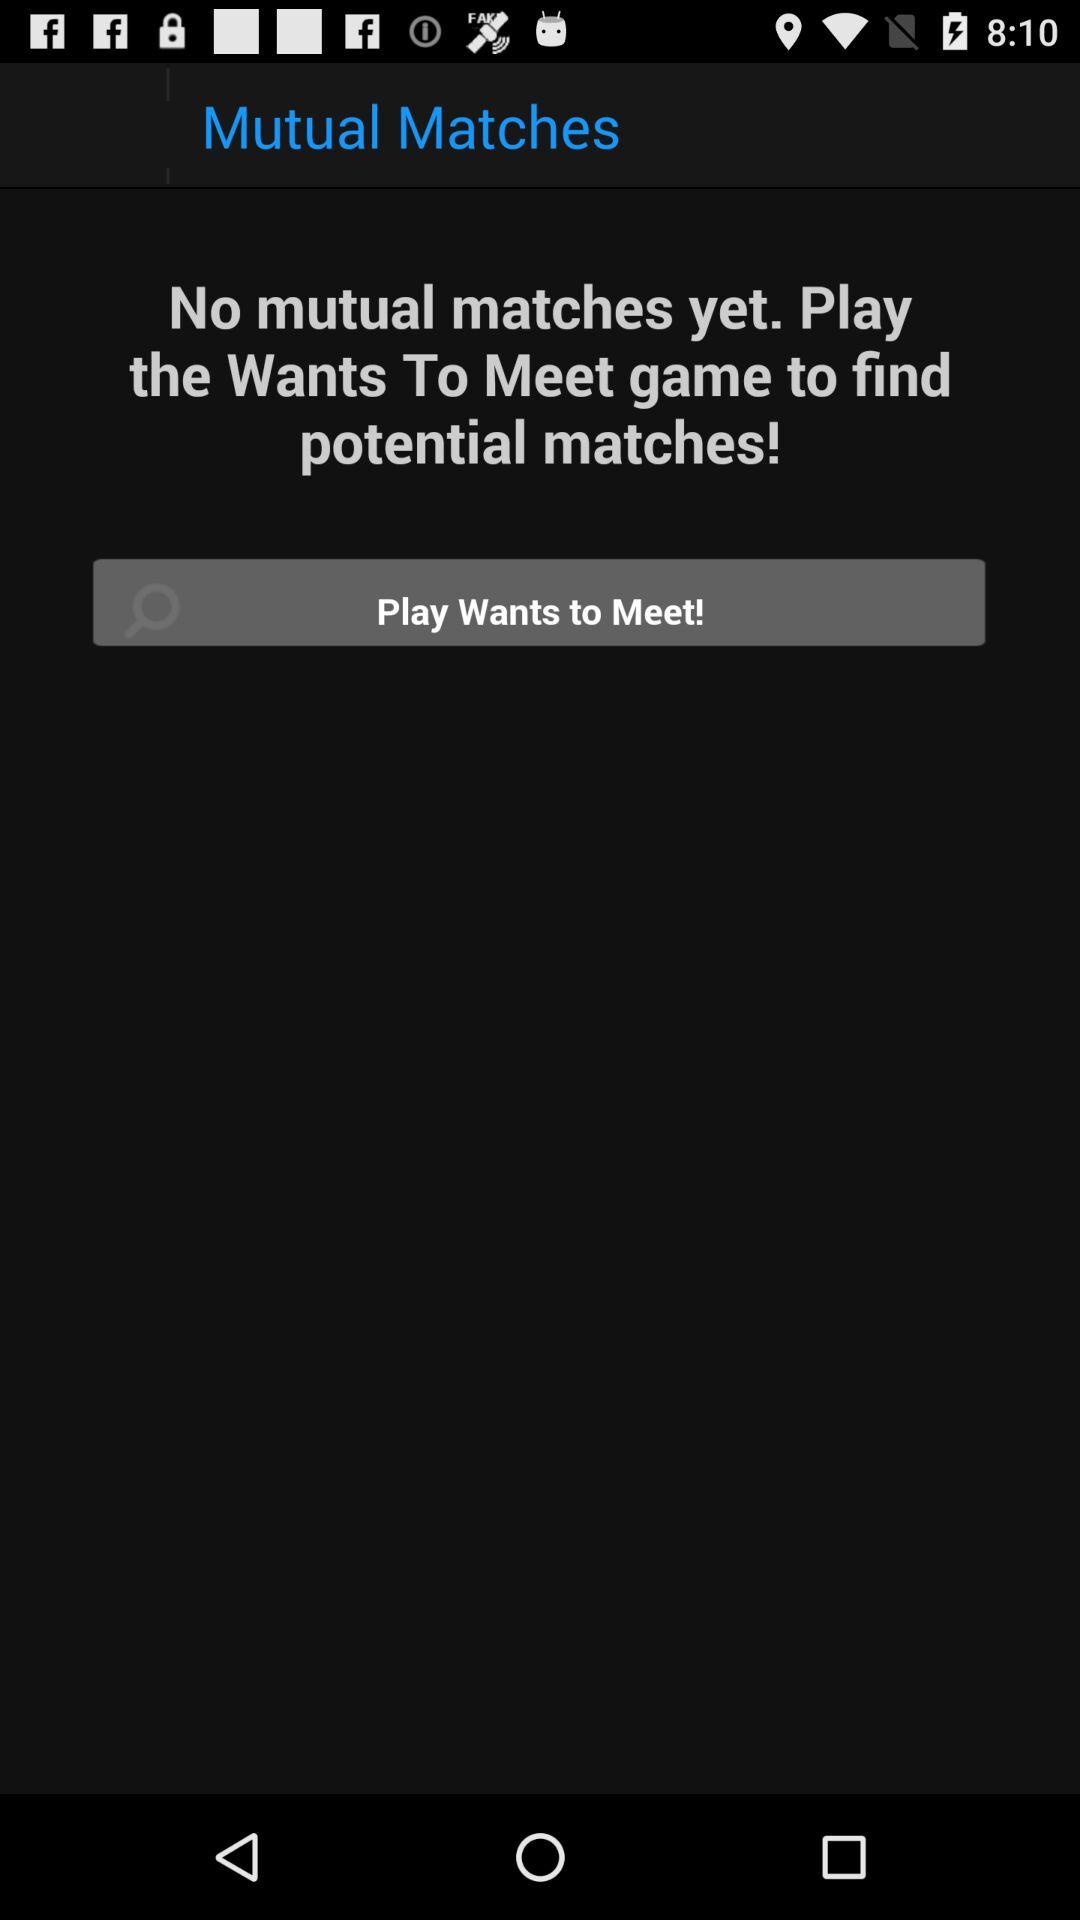 FAKE
8:10
Mutual Matches
No mutual matches yet. Play
the Wants To Meet game to find
potential matches!
Play Wants to Meet!